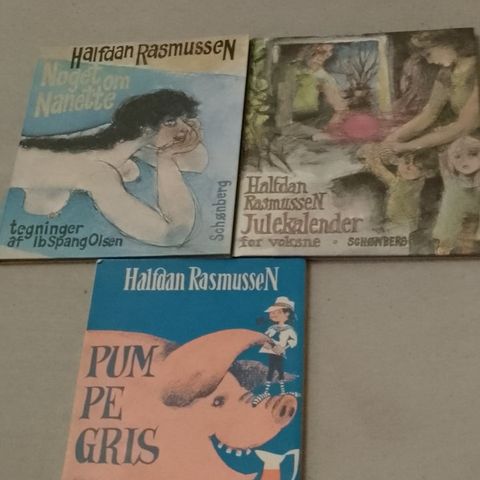 Halfdan Rasmussen
Noget om
Nanette
tegninger
af Ib Spang Olsen
Schønberg
Halfdan
Rasmussen
Julekalender
for voksne • SCHØNBERG
Halfdan Rasmussen
PUM
PE
GRIS